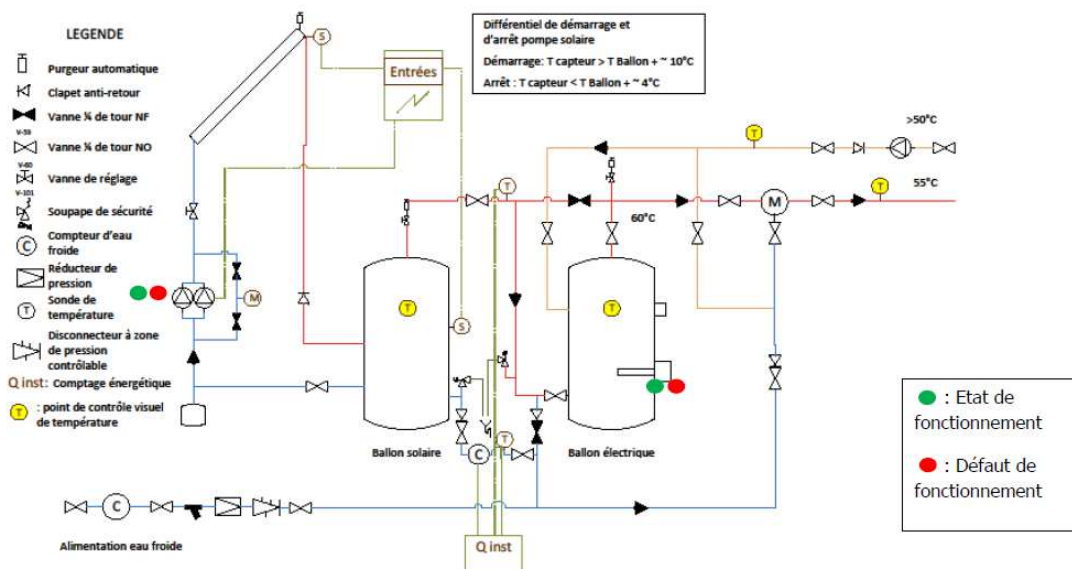 LEGENDE
Purgeur automatique
Clapet anti-retour
Vanne ¼ de tour NF
V-59
Vanne ¼ de tour NO
V-60
Vanne de réglage
V-101
Soupape de sécurité
C
Compteur d'eau
froide
Réducteur de
pression
T
Sonde de
température
Disconnecteur à zone
de pression
contrôlable
Q inst : Comptage énergétique
T
: point de contrôle visuel
de température
S
Entrées
Différentiel de démarrage et
d'arrêt pompe solaire
Démarrage: T capteur > T Ballon + ~ 10°C
Arrêt : T capteur < T Ballon + ~ 4°C
>50°C
T
T
T
55°C
M
60°C
M
T
S
T
T
C
Ballon solaire
Ballon électrique
C
Alimentation eau froide
Q inst
: Etat de
fonctionnement
: Défaut de
fonctionnement